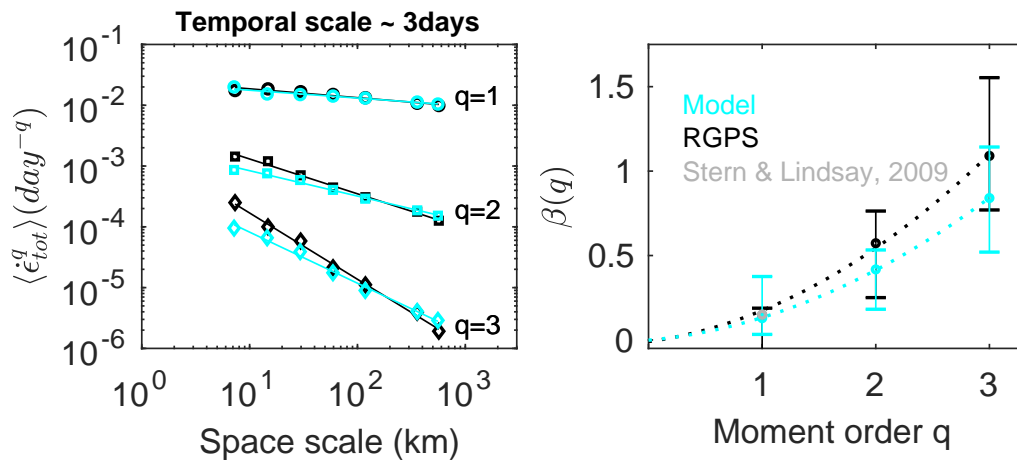 Temporal scale ~ 3days
⟨ε̇^q_tot⟩(day^−q)
10^-1
10^-2
10^-3
10^-4
10^-5
10^-6
q=1
q=2
q=3
10^0 10^1 10^2 10^3
Space scale (km)
β(q)
1.5
1
0.5
0
Model
RGPS
Stern & Lindsay, 2009
1 2 3
Moment order q